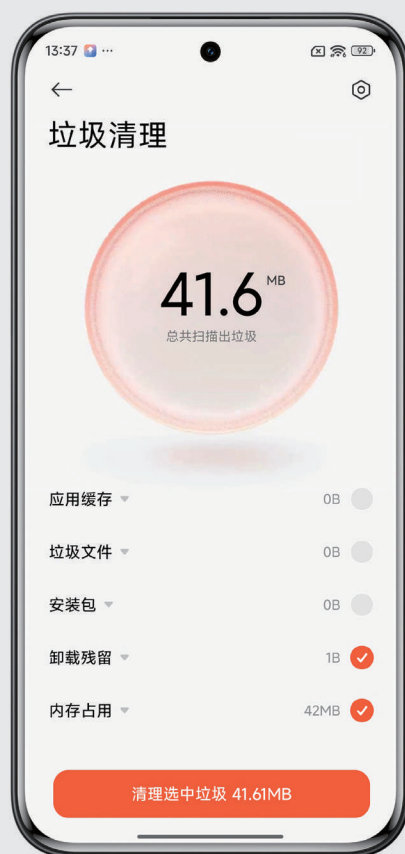 13:37 ...
92
垃圾清理
41.6 MB
总共扫描出垃圾
应用缓存 0B
垃圾文件 0B
安装包 0B
卸载残留 1B
内存占用 42MB
清理选中垃圾 41.61MB